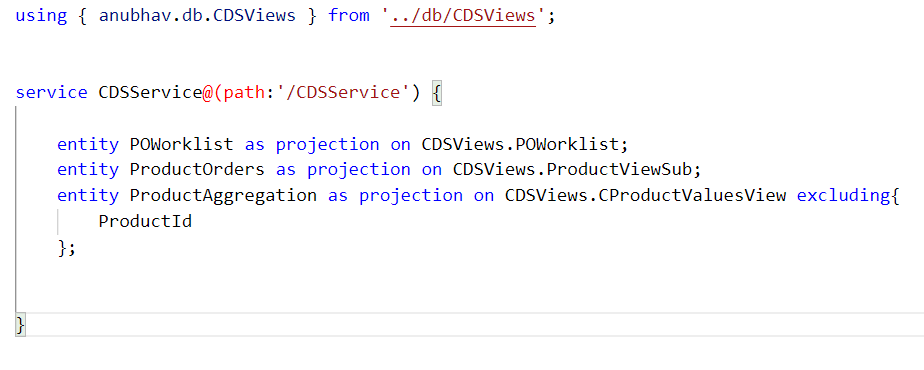 using { anubhav.db.CDSViews } from '../db/CDSViews';
service CDSService@(path:'/CDSService') {
entity POWorklist as projection on CDSViews.POWorklist;
entity ProductOrders as projection on CDSViews.ProductViewSub;
entity ProductAggregation as projection on CDSViews.CProductValuesView excluding{
ProductId
};
}